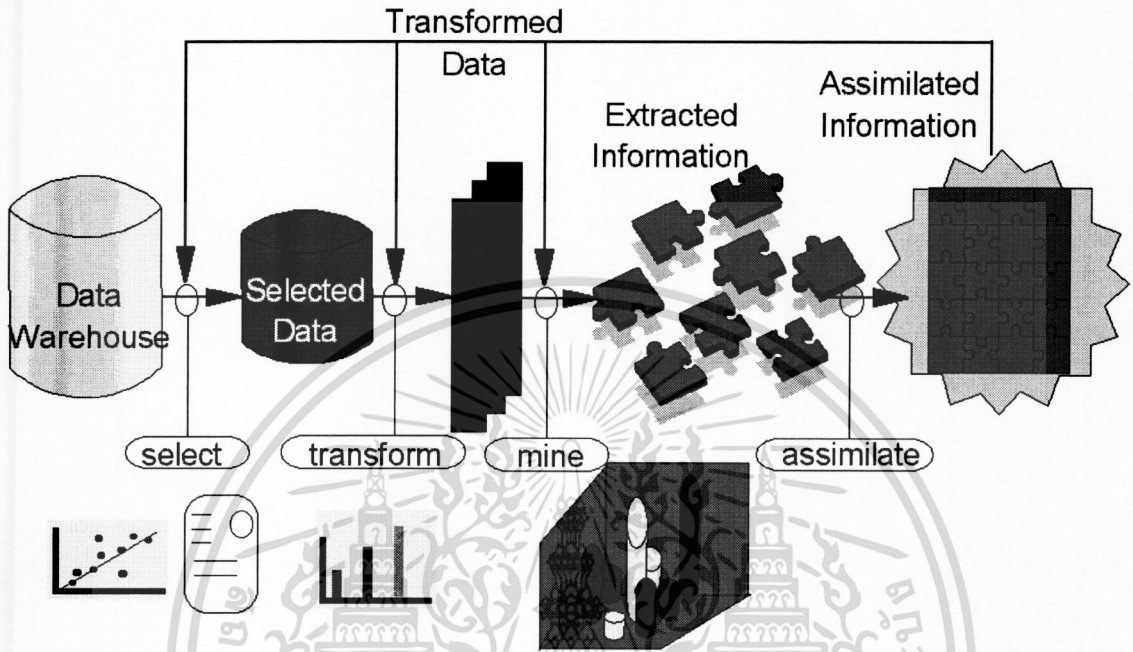 Transformed
Data
Assimilated
Information
Extracted
Information
Data
Warehouse
Selected
Data
select
transform
mine
assimilate